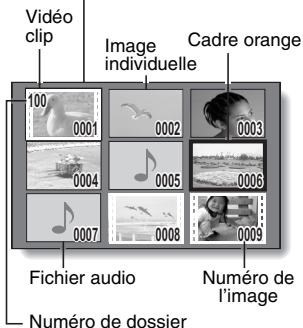 Vidéo
clip
Image
individuelle
Cadre orange
100
0001
0002
0003
0004
0005
0006
0007
0008
0009
Fichier audio
Numéro de
l'image
Numéro de dossier